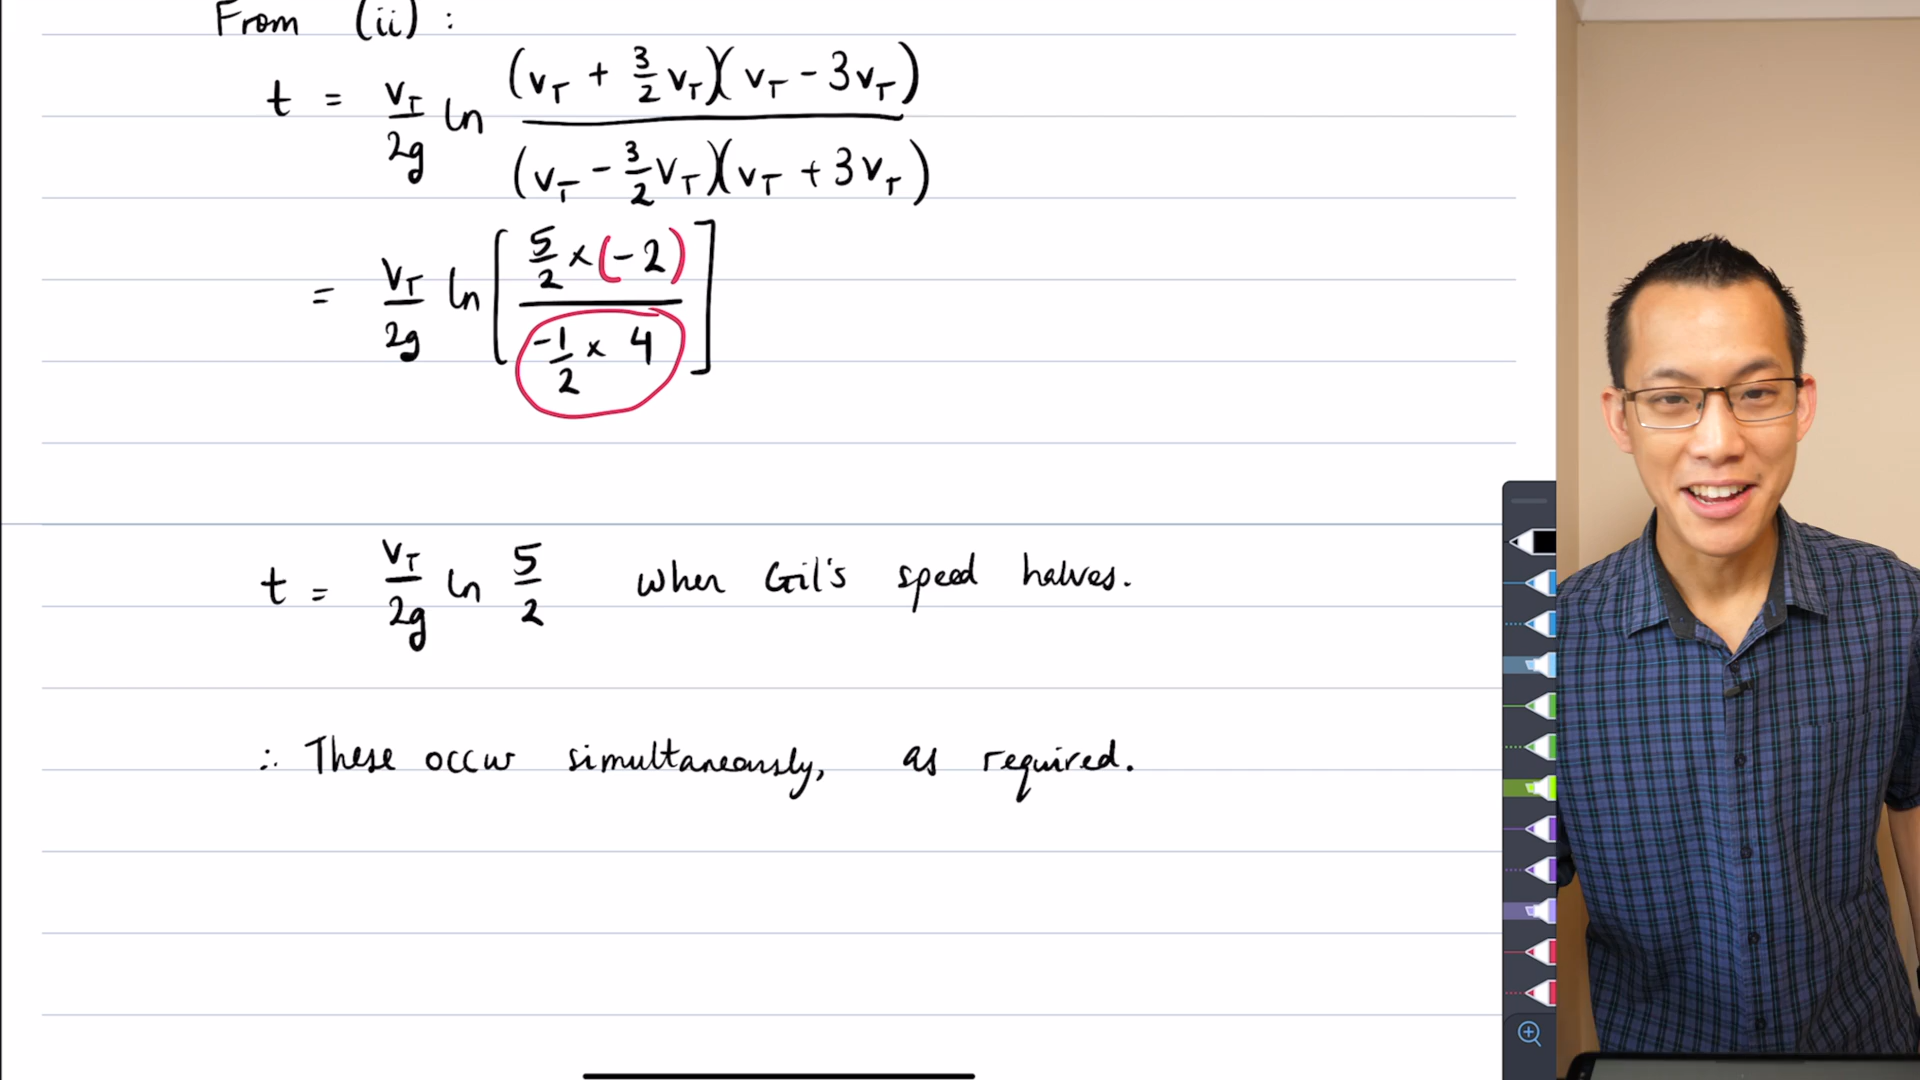 From (ii) :
t = v_T/2g ln (v_T + 3/2 v_T)(v_T - 3v_T) / (v_T - 3/2 v_T)(v_T + 3v_T)
= v_T/2g ln [ 5/2 × (-2) / -1/2 × 4 ]
t = v_T/2g ln 5/2 when Gil's speed halves.
∴ These occur simultaneously, as required.